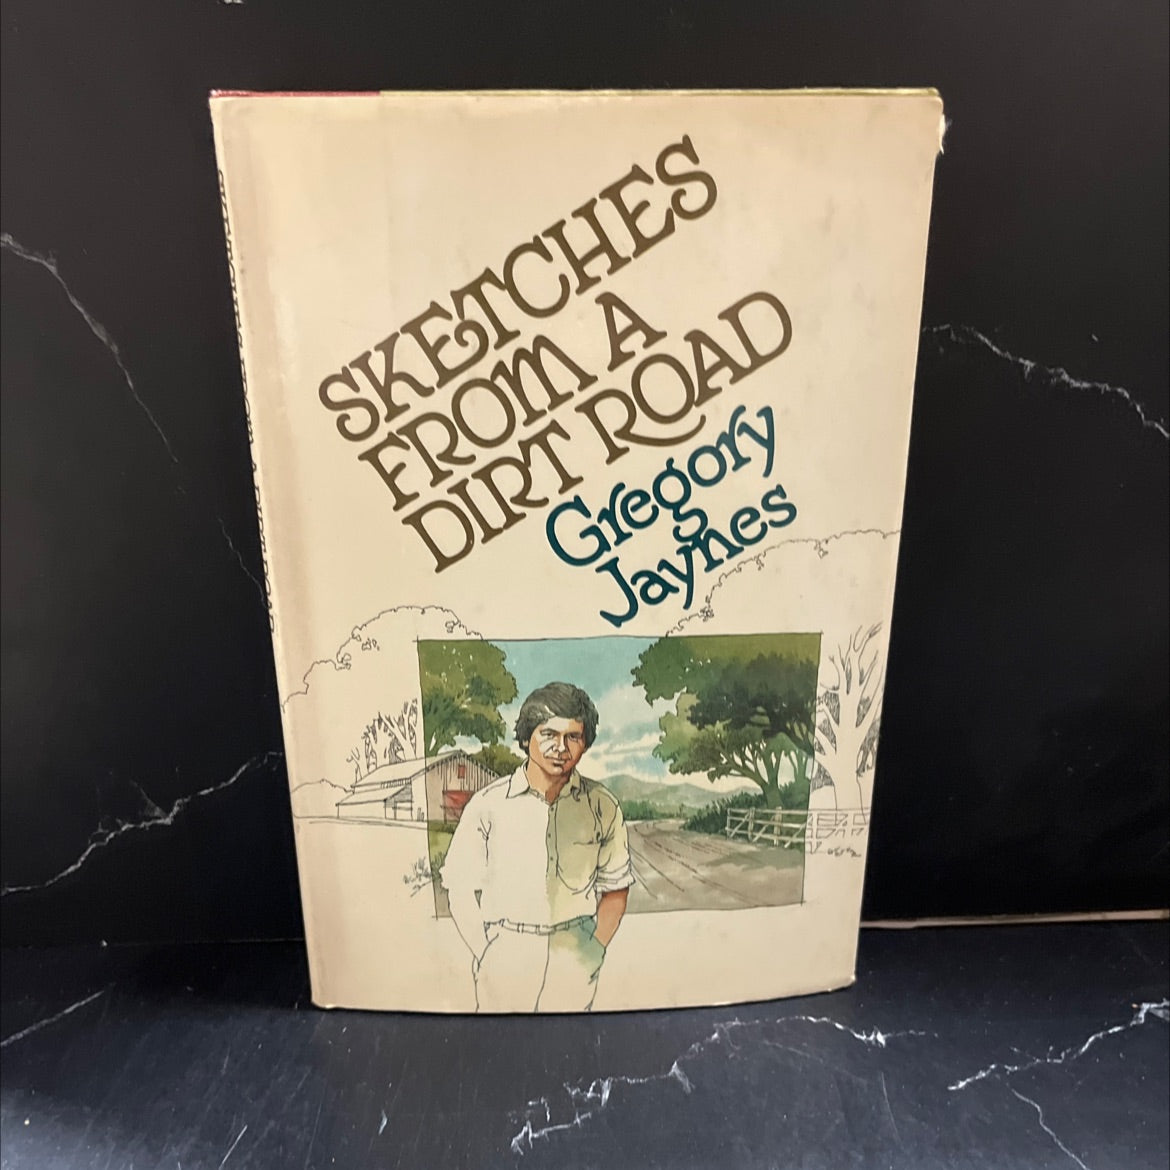 SKETCHES
FROM A
DIRT ROAD
Gregory
Jaynes